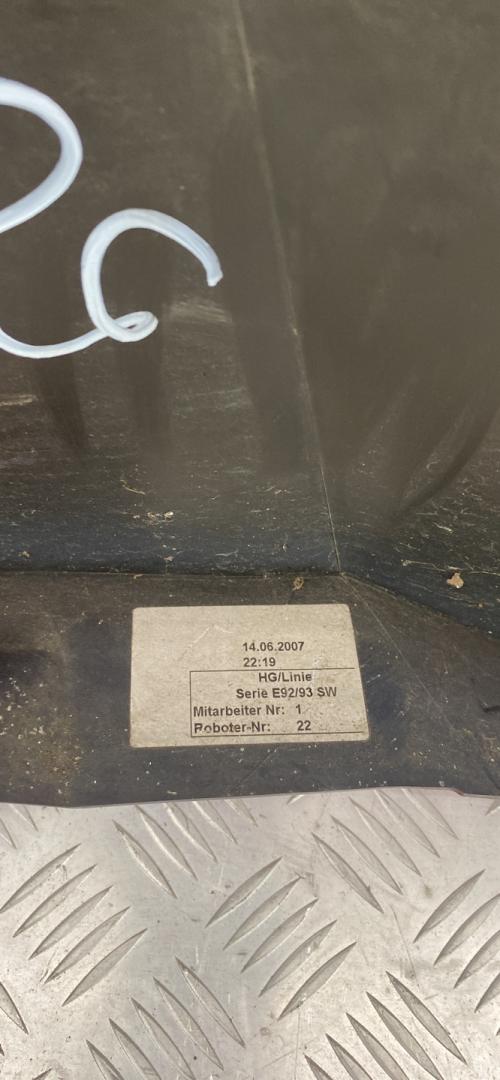 14.06.2007
22:19
HG/Linie
Serie E92/93 SW
Mitarbeiter Nr: 1
Roboter-Nr: 22